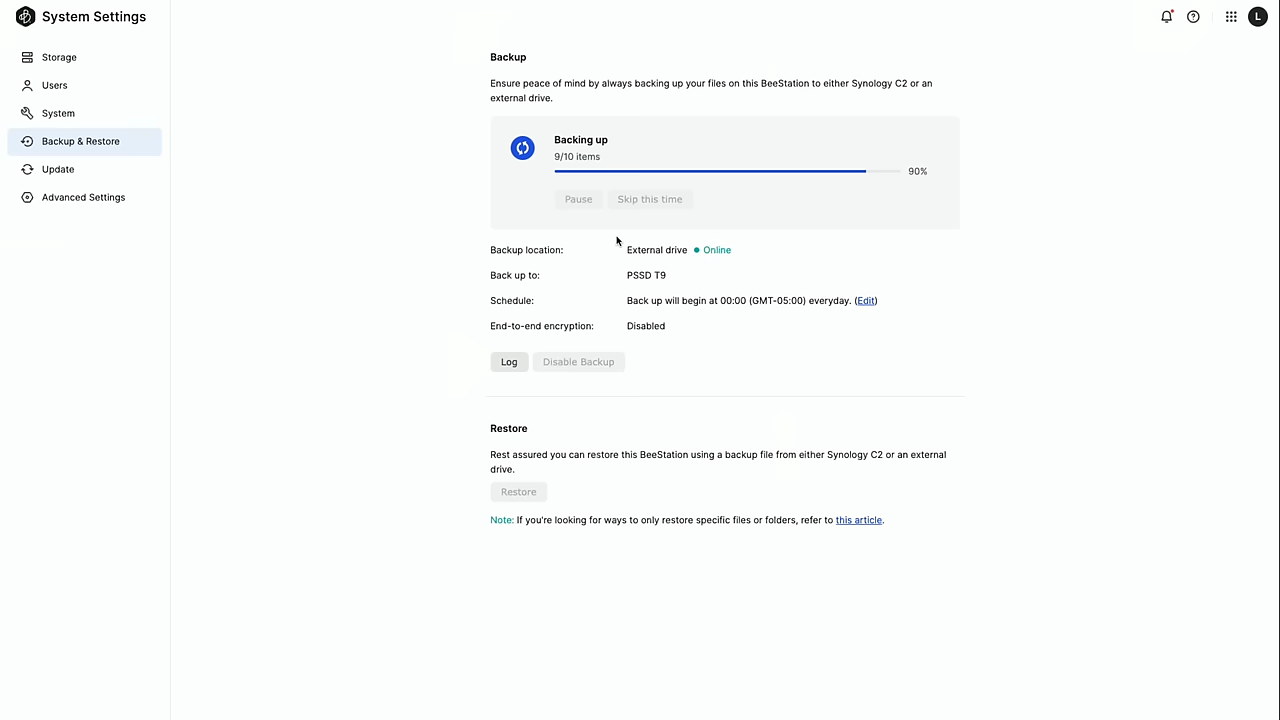 System Settings
L
Storage
Users
System
Backup & Restore
Update
Advanced Settings
Backup
Ensure peace of mind by always backing up your files on this BeeStation to either Synology C2 or an
external drive.
Backing up
9/10 items
90%
Pause
Skip this time
Backup location:
External drive
Online
Back up to:
PSSD T9
Schedule:
Back up will begin at 00:00 (GMT-05:00) everyday. (Edit)
End-to-end encryption:
Disabled
Log
Disable Backup
Restore
Rest assured you can restore this BeeStation using a backup file from either Synology C2 or an external
drive.
Restore
Note: If you're looking for ways to only restore specific files or folders, refer to this article.